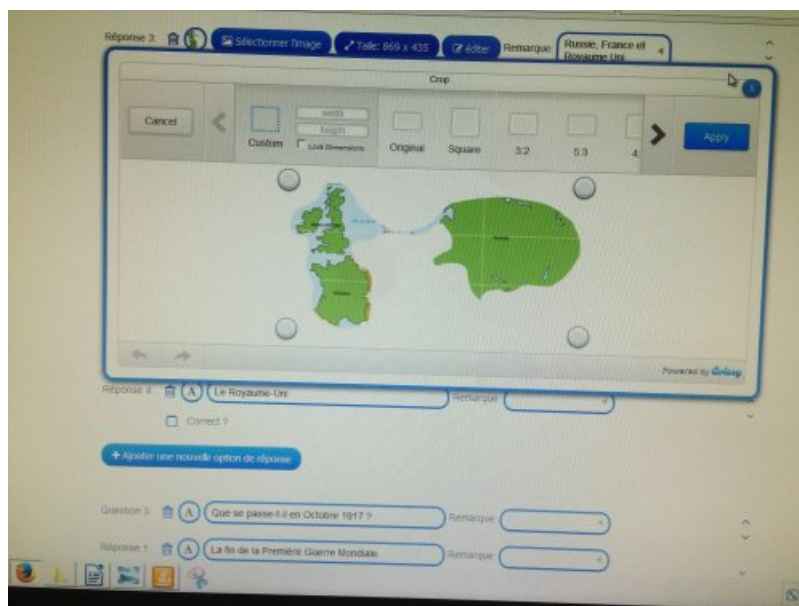 Réponse 3:
Sélectionner l'image
Taille: 869 x 435
éditer
Remarque
Russie, France et
Royaume Uni
Crop
Cancel
width
height
Custom
Lock Dimensions
Original
Square
3:2
5:3
4:
Apply
Powered by Aviary
Réponse 4
A
Le Royaume-Uni
Remarque
Correct ?
+ Ajouter une nouvelle option de réponse
Question 3
A
Que se passe-t-il en Octobre 1917 ?
Remarque
Réponse 1
A
La fin de la Première Guerre Mondiale
Remarque